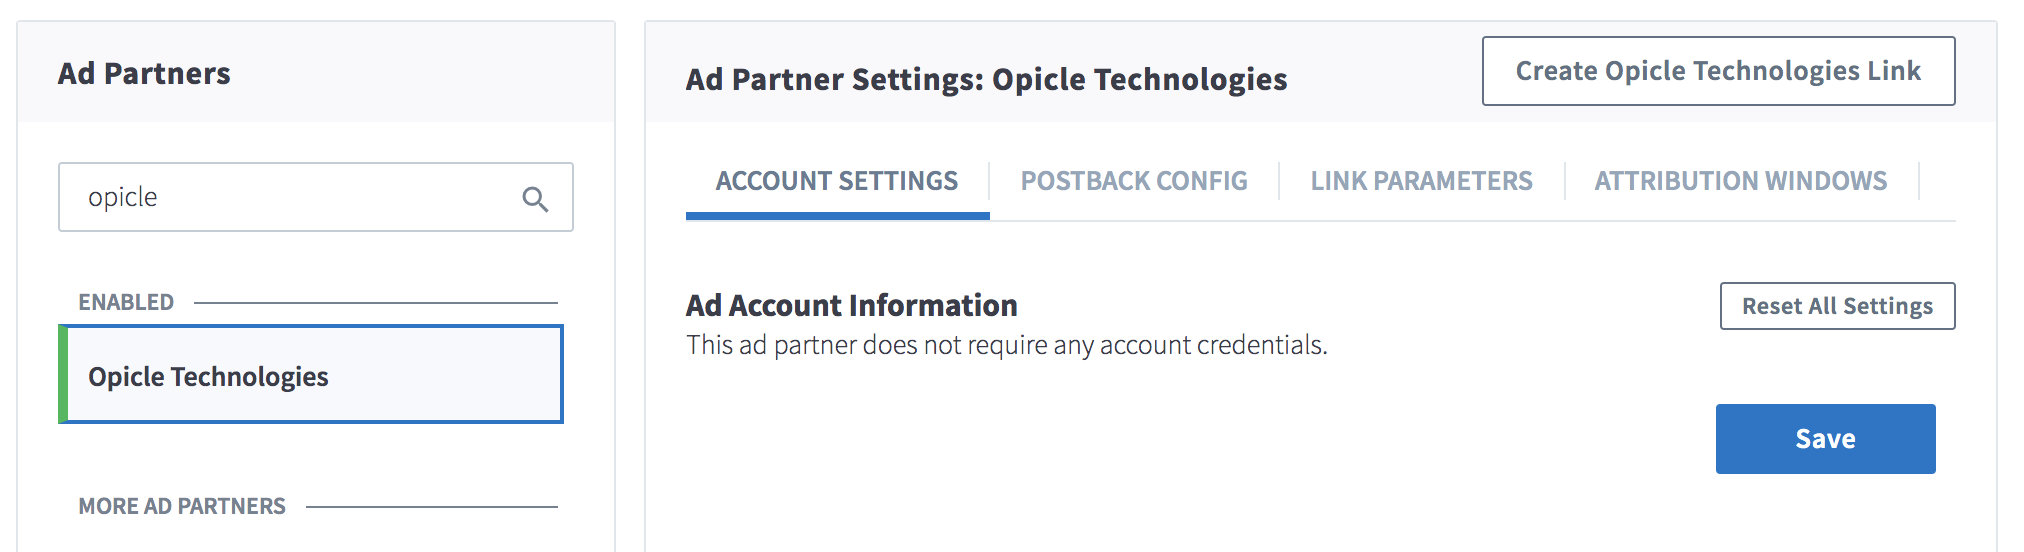 Ad Partners
opicle
ENABLED
Opicle Technologies
MORE AD PARTNERS
Ad Partner Settings: Opicle Technologies
Create Opicle Technologies Link
ACCOUNT SETTINGS
POSTBACK CONFIG
LINK PARAMETERS
ATTRIBUTION WINDOWS
Ad Account Information
Reset All Settings
This ad partner does not require any account credentials.
Save